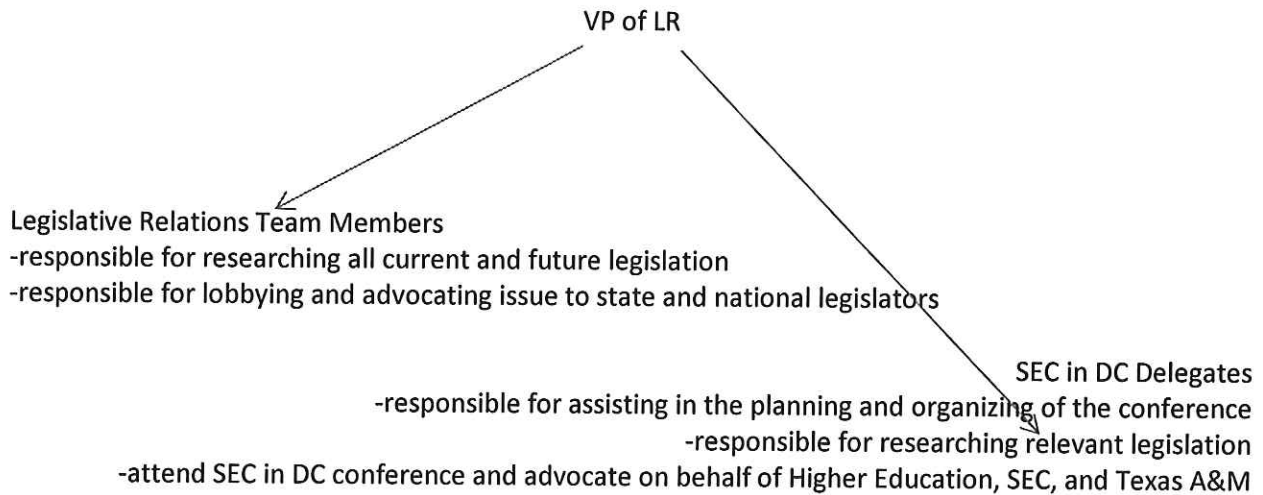 VP of LR
Legislative Relations Team Members
-responsible for researching all current and future legislation
-responsible for lobbying and advocating issue to state and national legislators
SEC in DC Delegates
-responsible for assisting in the planning and organizing of the conference
-responsible for researching relevant legislation
-attend SEC in DC conference and advocate on behalf of Higher Education, SEC, and Texas A&M